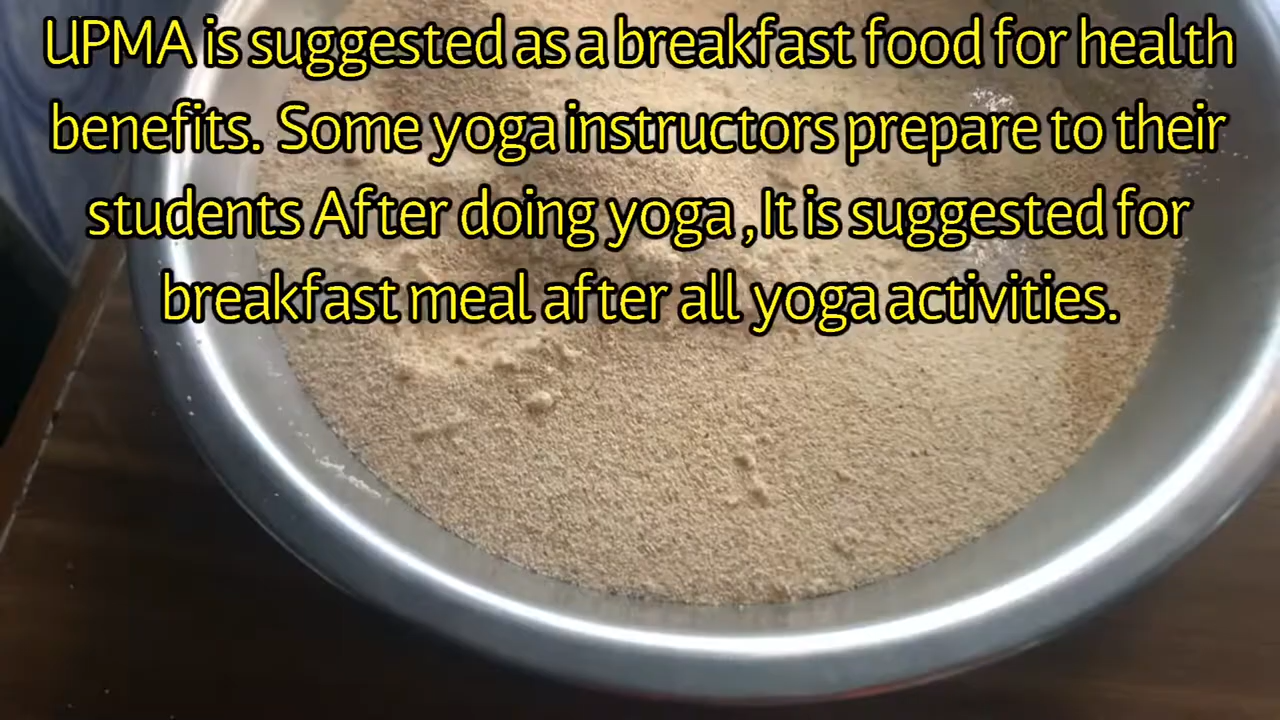 UPMA is suggested as a breakfast food for health
benefits. Some yoga instructors prepare to their
students After doing yoga ,It is suggested for
breakfast meal after all yoga activities.